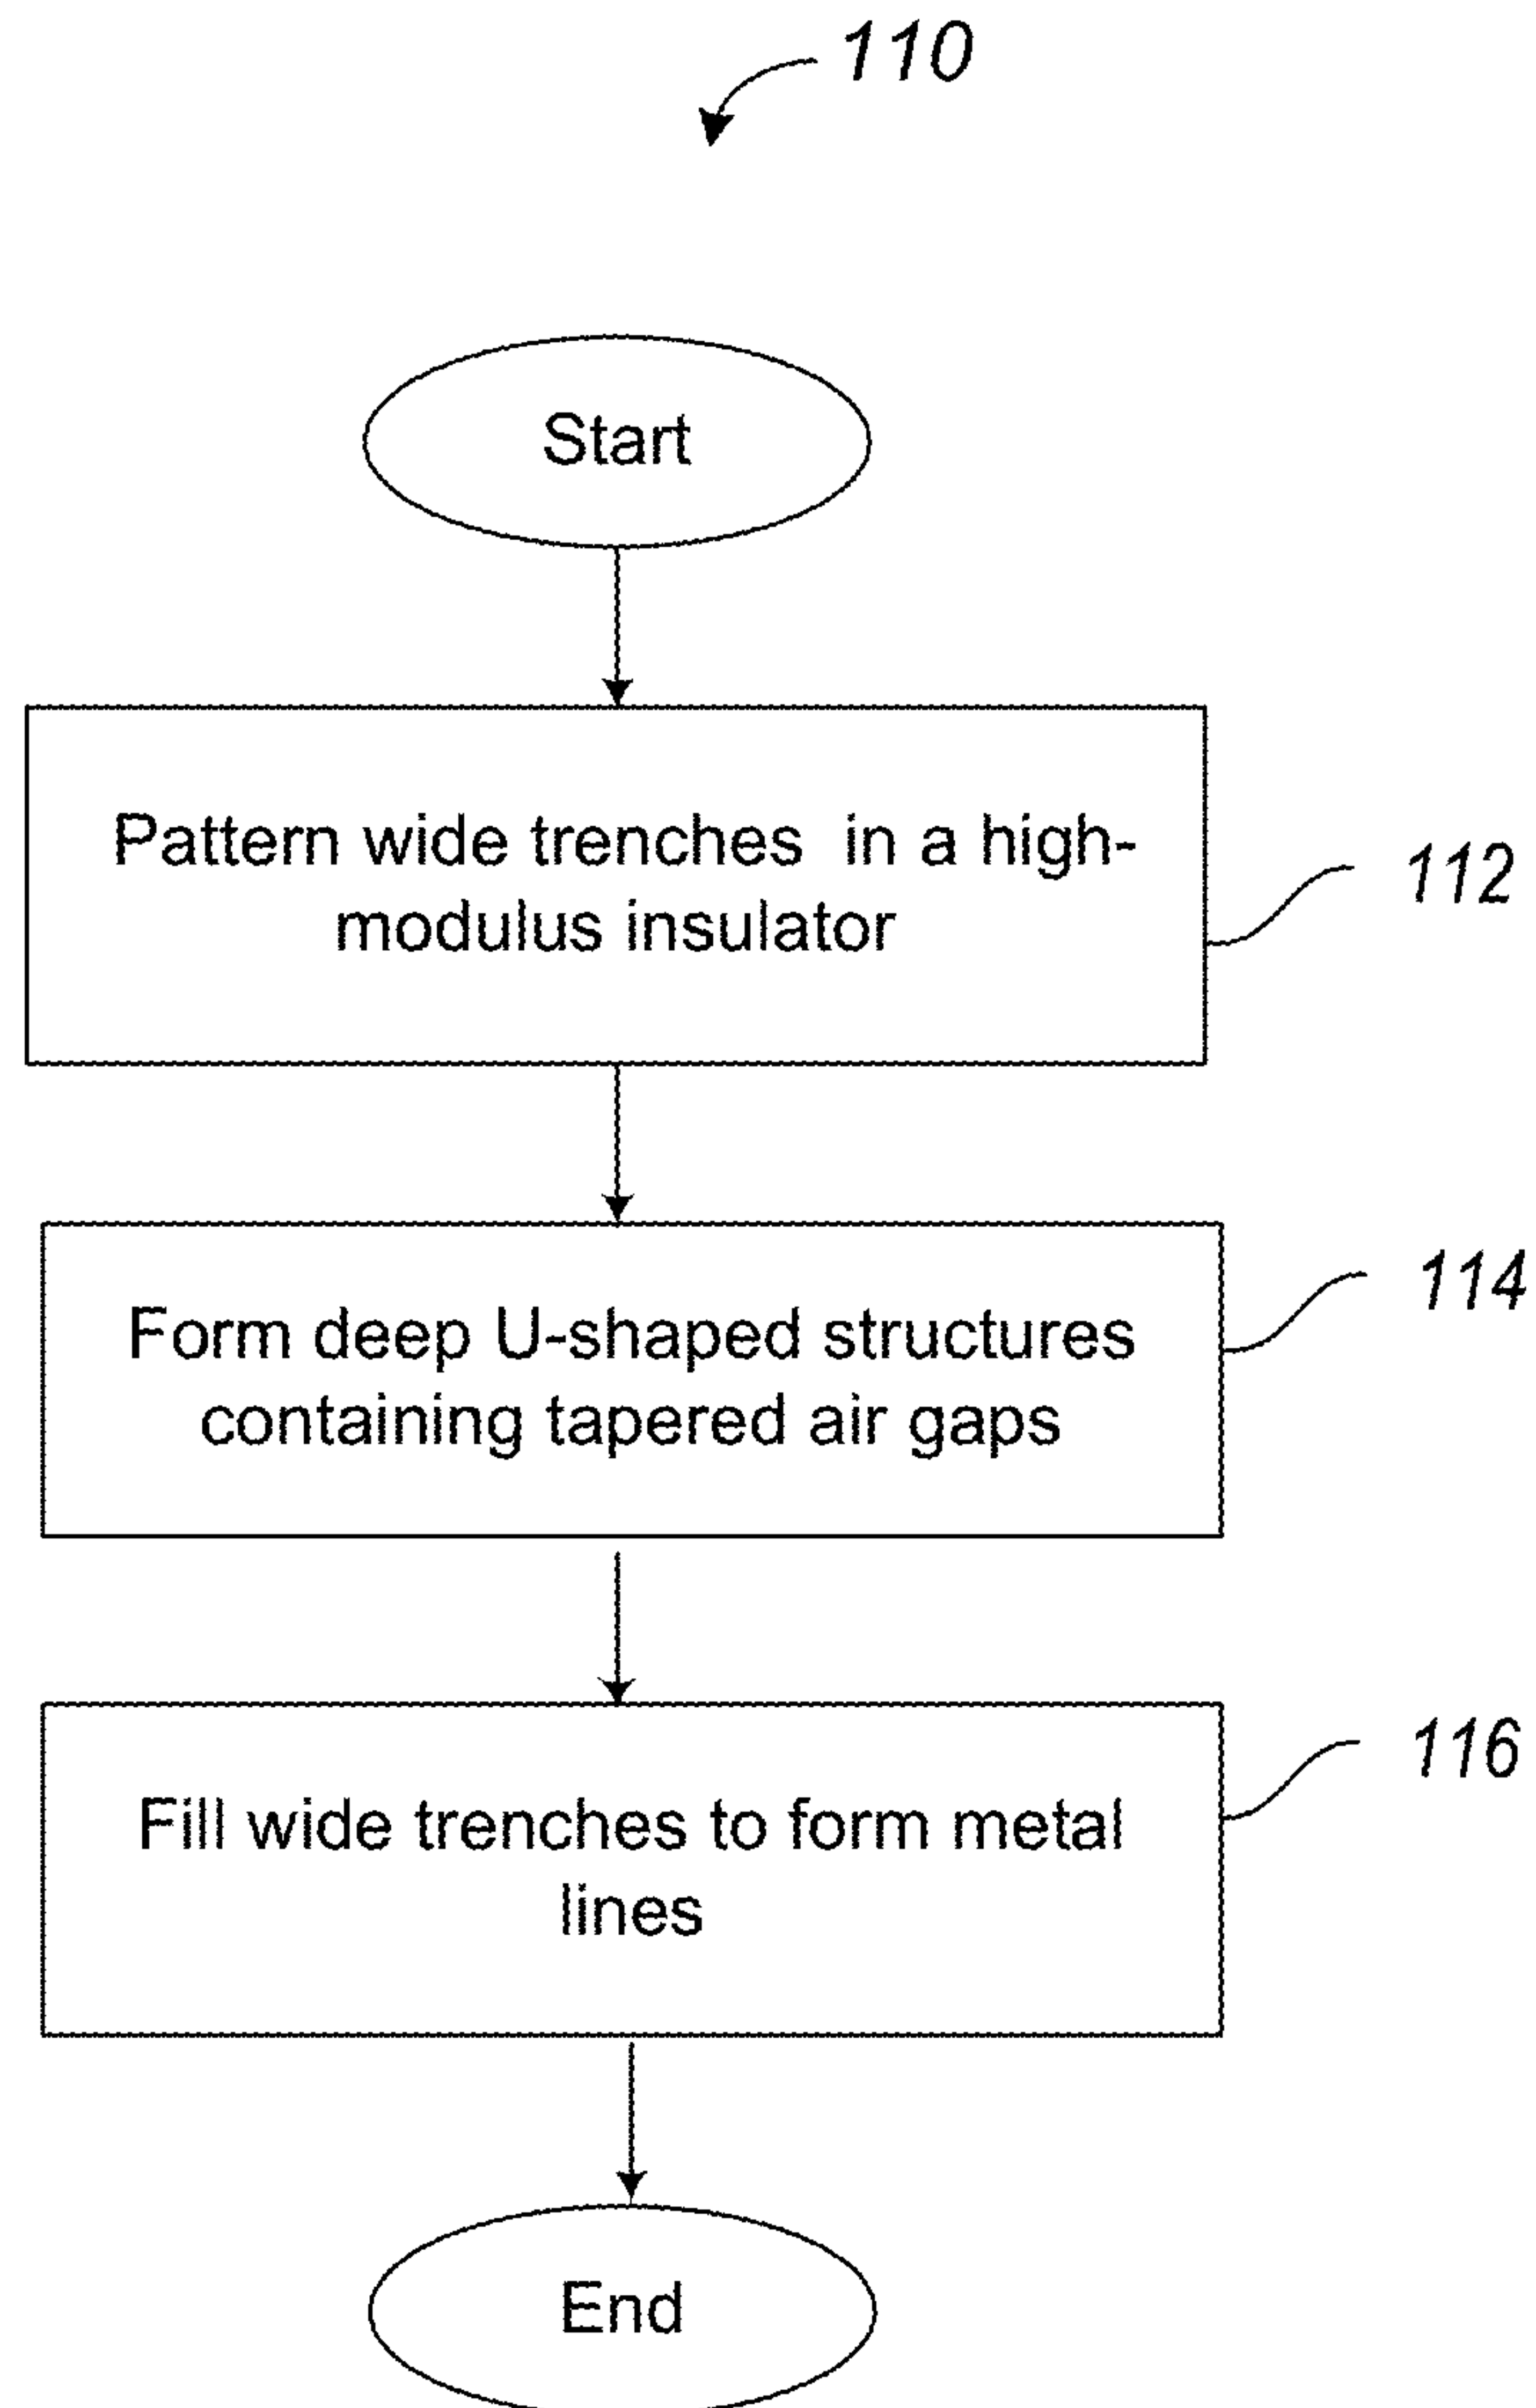 110
Start
Pattern wide trenches in a high-
modulus insulator
112
Form deep U-shaped structures
containing tapered air gaps
114
Fill wide trenches to form metal
lines
116
End